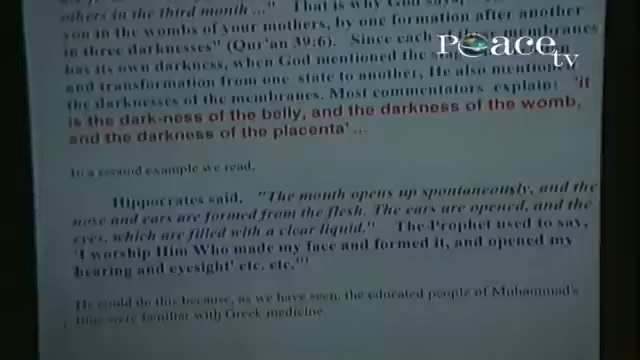 others in the third month ..." That is why God says,
you in the wombs of your mothers, by one formation after another
in three darknesses" (Qur'an 39:6). Since each of membranes
has its own darkness, when God mentioned the
and transformation from one state to another, He also mentioned
the darknesses of the membranes. Most commentators explain: 'it
is the dark-ness of the belly, and the darkness of the womb,
and the darkness of the placenta' ...
In a second example we read,
Hippocrates said, "The mouth opens up spontaneously, and the
nose and ears are formed from the flesh. The ears are opened, and the
eyes, which are filled with a clear liquid." The Prophet used to say,
'I worship Him Who made my face and formed it, and opened my
hearing and eyesight' etc. etc."'
He could do this because, as we have seen, the educated people of Muhammad's
time were familiar with Greek medicine.
peace
tv